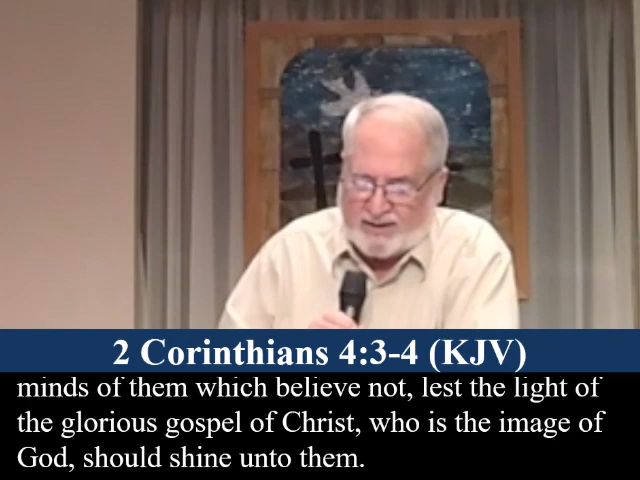 2 Corinthians 4:3-4 (KJV)
minds of them which believe not, lest the light of
the glorious gospel of Christ, who is the image of
God, should shine unto them.